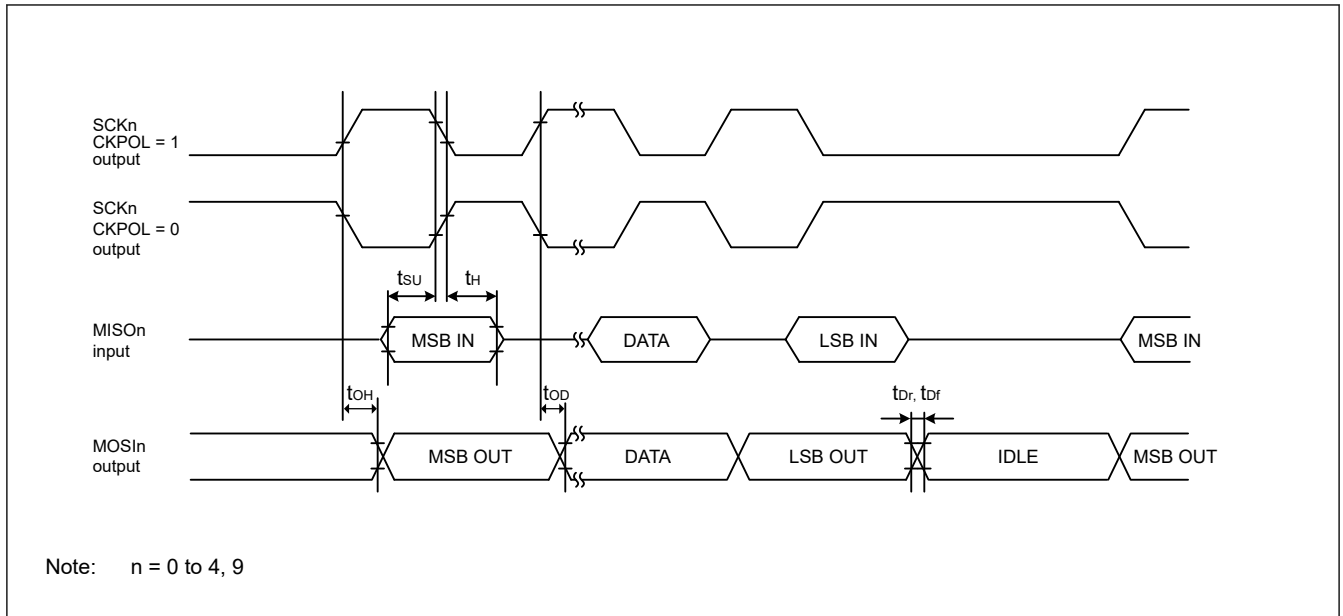 SCKn
CKPOL = 1
output
SCKn
CKPOL = 0
output
tSU tH
MISOn
input
MSB IN DATA LSB IN MSB IN
tOH tOD tDr, tDf
MOSIn
output
MSB OUT DATA LSB OUT IDLE MSB OUT
Note: n = 0 to 4, 9